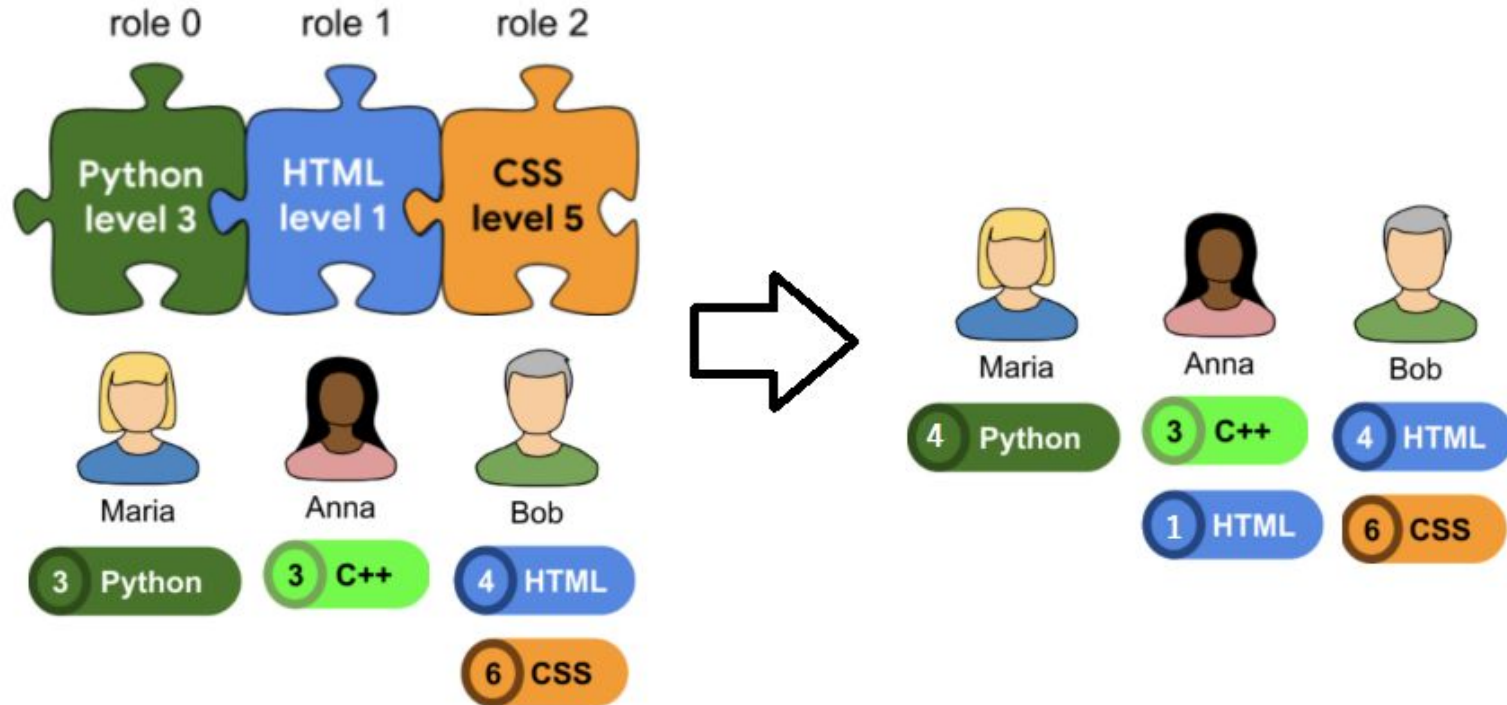 role 0
role 1
role 2
Python
level 3
HTML
level 1
CSS
level 5
Maria
Anna
Bob
3 Python
3 C++
4 HTML
6 CSS
Maria
Anna
Bob
4 Python
3 C++
4 HTML
1 HTML
6 CSS